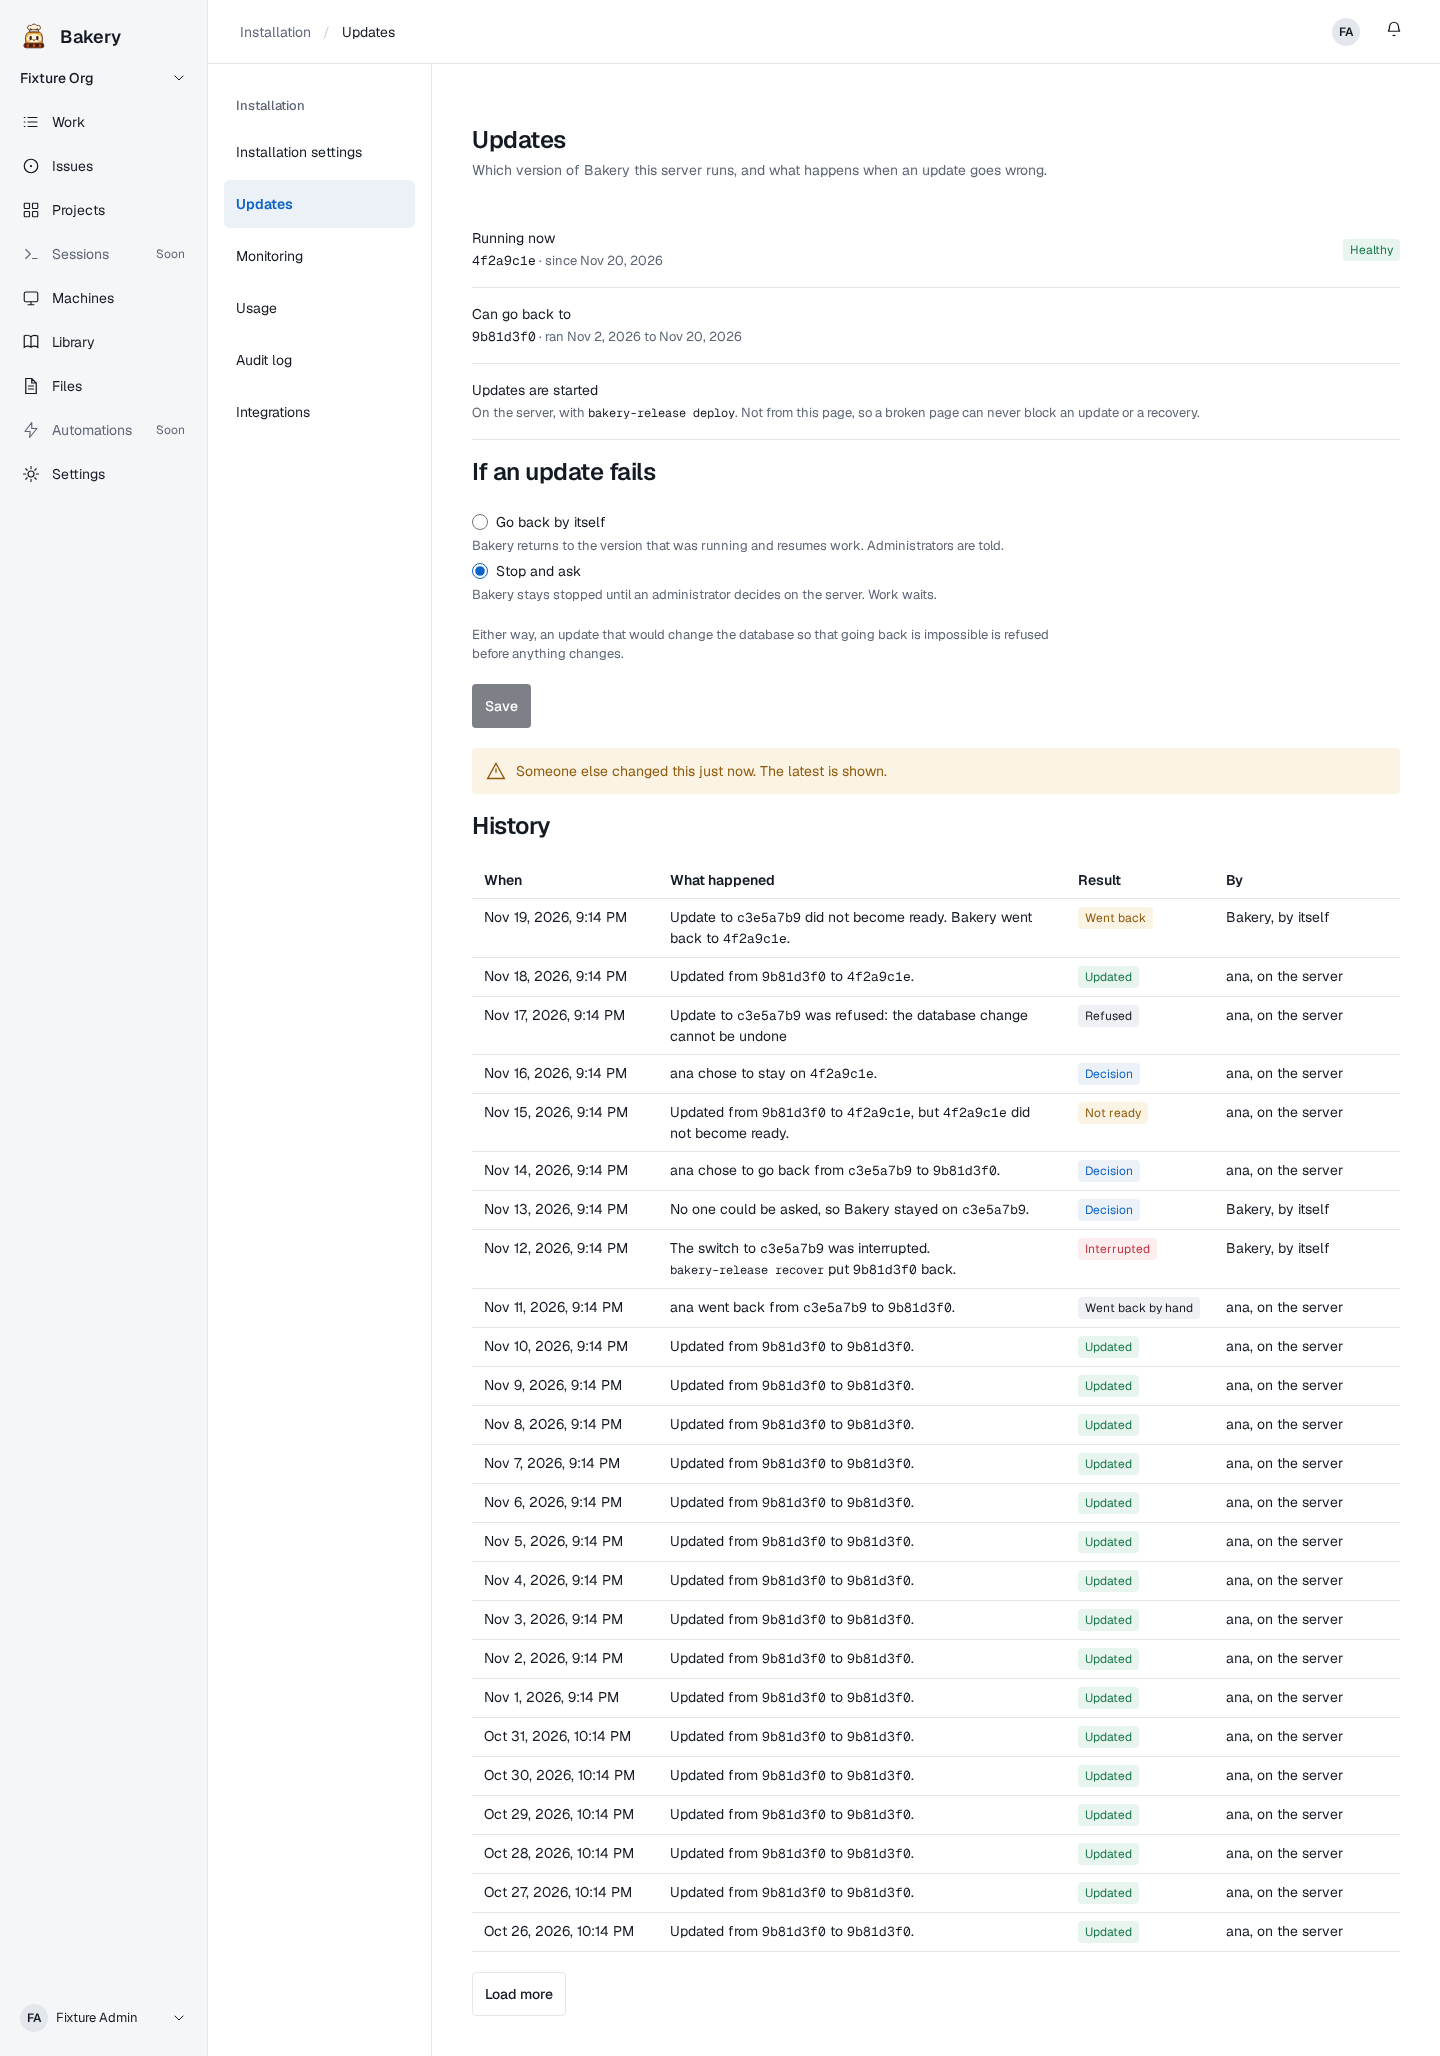 Bakery
Fixture Org
Work
Issues
Projects
Sessions Soon
Machines
Library
Files
Automations Soon
Settings
FA Fixture Admin
Installation / Updates
FA
Installation
Installation settings
Updates
Monitoring
Usage
Audit log
Integrations
Updates
Which version of Bakery this server runs, and what happens when an update goes wrong.
Running now
4f2a9c1e · since Nov 20, 2026
Healthy
Can go back to
9b81d3f0 · ran Nov 2, 2026 to Nov 20, 2026
Updates are started
On the server, with bakery-release deploy. Not from this page, so a broken page can never block an update or a recovery.
If an update fails
Go back by itself
Bakery returns to the version that was running and resumes work. Administrators are told.
Stop and ask
Bakery stays stopped until an administrator decides on the server. Work waits.
Either way, an update that would change the database so that going back is impossible is refused
before anything changes.
Save
Someone else changed this just now. The latest is shown.
History
When What happened Result By
Nov 19, 2026, 9:14 PM Update to c3e5a7b9 did not become ready. Bakery went Went back Bakery, by itself
back to 4f2a9c1e.
Nov 18, 2026, 9:14 PM Updated from 9b81d3f0 to 4f2a9c1e. Updated ana, on the server
Nov 17, 2026, 9:14 PM Update to c3e5a7b9 was refused: the database change Refused ana, on the server
cannot be undone
Nov 16, 2026, 9:14 PM ana chose to stay on 4f2a9c1e. Decision ana, on the server
Nov 15, 2026, 9:14 PM Updated from 9b81d3f0 to 4f2a9c1e, but 4f2a9c1e did Not ready ana, on the server
not become ready.
Nov 14, 2026, 9:14 PM ana chose to go back from c3e5a7b9 to 9b81d3f0. Decision ana, on the server
Nov 13, 2026, 9:14 PM No one could be asked, so Bakery stayed on c3e5a7b9. Decision Bakery, by itself
Nov 12, 2026, 9:14 PM The switch to c3e5a7b9 was interrupted. Interrupted Bakery, by itself
bakery-release recover put 9b81d3f0 back.
Nov 11, 2026, 9:14 PM ana went back from c3e5a7b9 to 9b81d3f0. Went back by hand ana, on the server
Nov 10, 2026, 9:14 PM Updated from 9b81d3f0 to 9b81d3f0. Updated ana, on the server
Nov 9, 2026, 9:14 PM Updated from 9b81d3f0 to 9b81d3f0. Updated ana, on the server
Nov 8, 2026, 9:14 PM Updated from 9b81d3f0 to 9b81d3f0. Updated ana, on the server
Nov 7, 2026, 9:14 PM Updated from 9b81d3f0 to 9b81d3f0. Updated ana, on the server
Nov 6, 2026, 9:14 PM Updated from 9b81d3f0 to 9b81d3f0. Updated ana, on the server
Nov 5, 2026, 9:14 PM Updated from 9b81d3f0 to 9b81d3f0. Updated ana, on the server
Nov 4, 2026, 9:14 PM Updated from 9b81d3f0 to 9b81d3f0. Updated ana, on the server
Nov 3, 2026, 9:14 PM Updated from 9b81d3f0 to 9b81d3f0. Updated ana, on the server
Nov 2, 2026, 9:14 PM Updated from 9b81d3f0 to 9b81d3f0. Updated ana, on the server
Nov 1, 2026, 9:14 PM Updated from 9b81d3f0 to 9b81d3f0. Updated ana, on the server
Oct 31, 2026, 10:14 PM Updated from 9b81d3f0 to 9b81d3f0. Updated ana, on the server
Oct 30, 2026, 10:14 PM Updated from 9b81d3f0 to 9b81d3f0. Updated ana, on the server
Oct 29, 2026, 10:14 PM Updated from 9b81d3f0 to 9b81d3f0. Updated ana, on the server
Oct 28, 2026, 10:14 PM Updated from 9b81d3f0 to 9b81d3f0. Updated ana, on the server
Oct 27, 2026, 10:14 PM Updated from 9b81d3f0 to 9b81d3f0. Updated ana, on the server
Oct 26, 2026, 10:14 PM Updated from 9b81d3f0 to 9b81d3f0. Updated ana, on the server
Load more